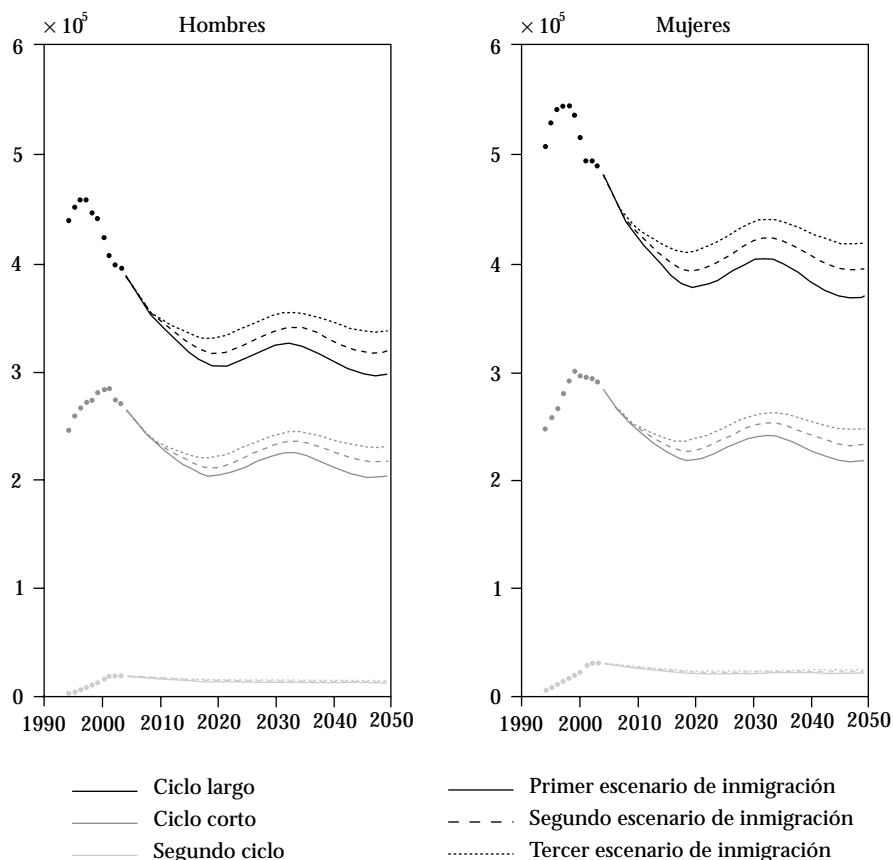 Hombres
× 10⁵
6
5
4
3
2
1
0
1990 2000 2010 2020 2030 2040 2050
Mujeres
× 10⁵
6
5
4
3
2
1
0
1990 2000 2010 2020 2030 2040 2050
Ciclo largo
Ciclo corto
Segundo ciclo
Primer escenario de inmigración
Segundo escenario de inmigración
Tercer escenario de inmigración